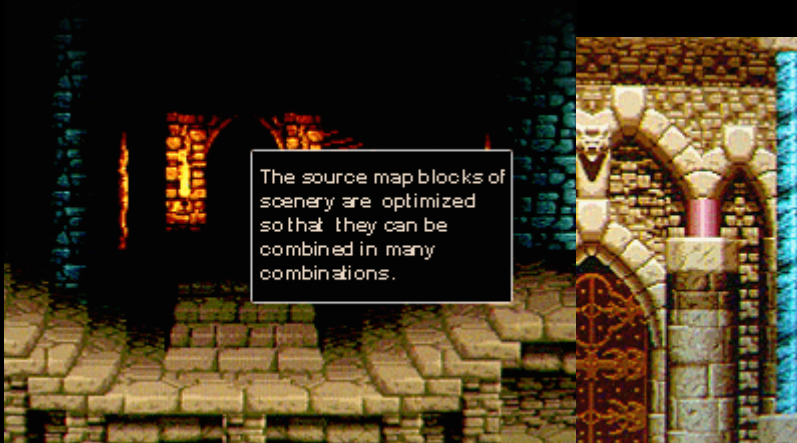 The source map blocks of
scenery are optimized
so that they can be
combined in many
combinations.